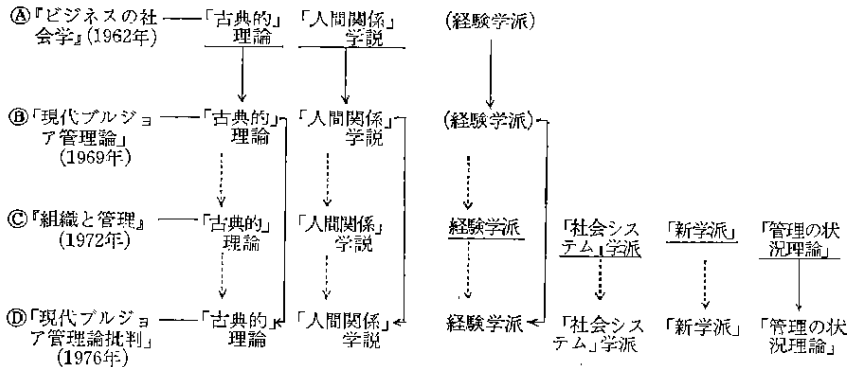 Ⓐ『ビジネスの社 「古典的」 「人間関係」 (経験学派)
会学』(1962年) 理論 学説
Ⓑ「現代ブルジョ 「古典的」 「人間関係」 (経験学派)
ア管理論」 理論 学説
(1969年)
Ⓒ『組織と管理』 「古典的」 「人間関係」 経験学派 「社会シス 「新学派」 「管理の状
(1972年) 理論 学説 テム」学派 況理論」
Ⓓ「現代ブルジョ 「古典的」 「人間関係」 経験学派 「社会シス 「新学派」 「管理の状
ア管理論批判」 理論 学説 テム」学派 況理論」
(1976年)